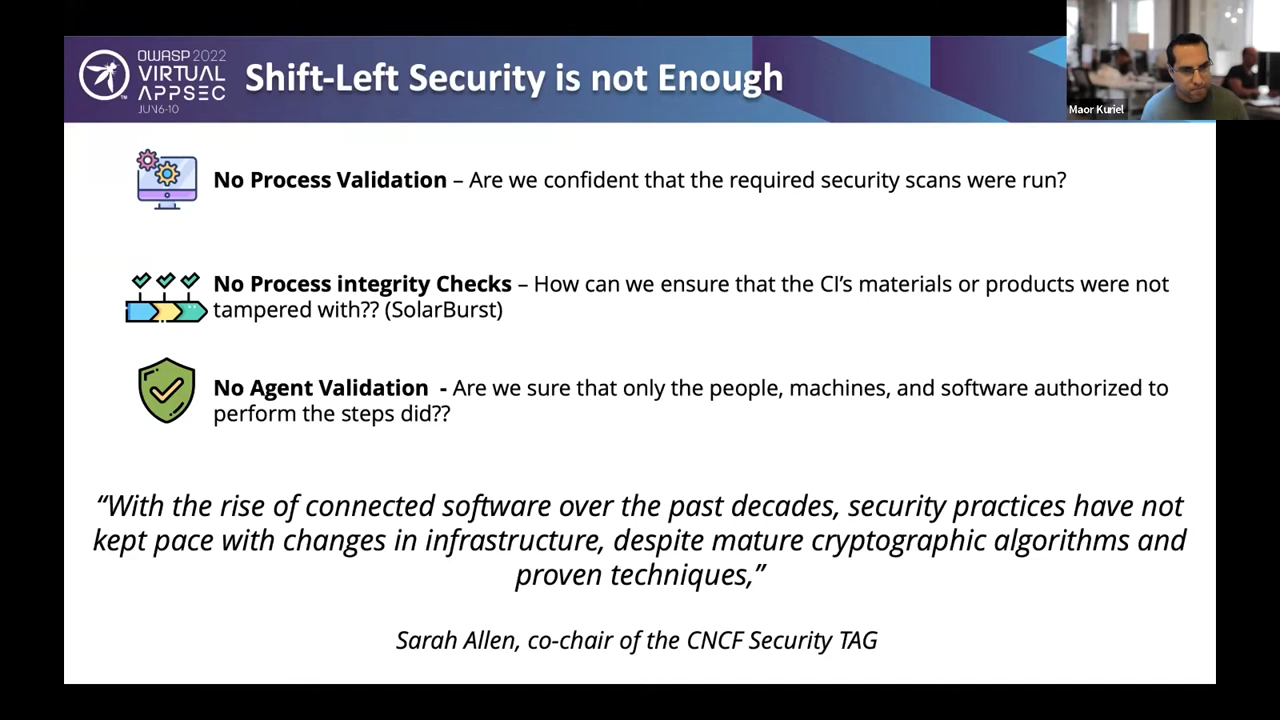 OWASP 2022
VIRTUAL
APPSEC
JUN 6-10
Shift-Left Security is not Enough
Maor Kuriel
No Process Validation – Are we confident that the required security scans were run?
No Process integrity Checks – How can we ensure that the CI’s materials or products were not
tampered with?? (SolarBurst)
No Agent Validation - Are we sure that only the people, machines, and software authorized to
perform the steps did??
“With the rise of connected software over the past decades, security practices have not
kept pace with changes in infrastructure, despite mature cryptographic algorithms and
proven techniques,”
Sarah Allen, co-chair of the CNCF Security TAG